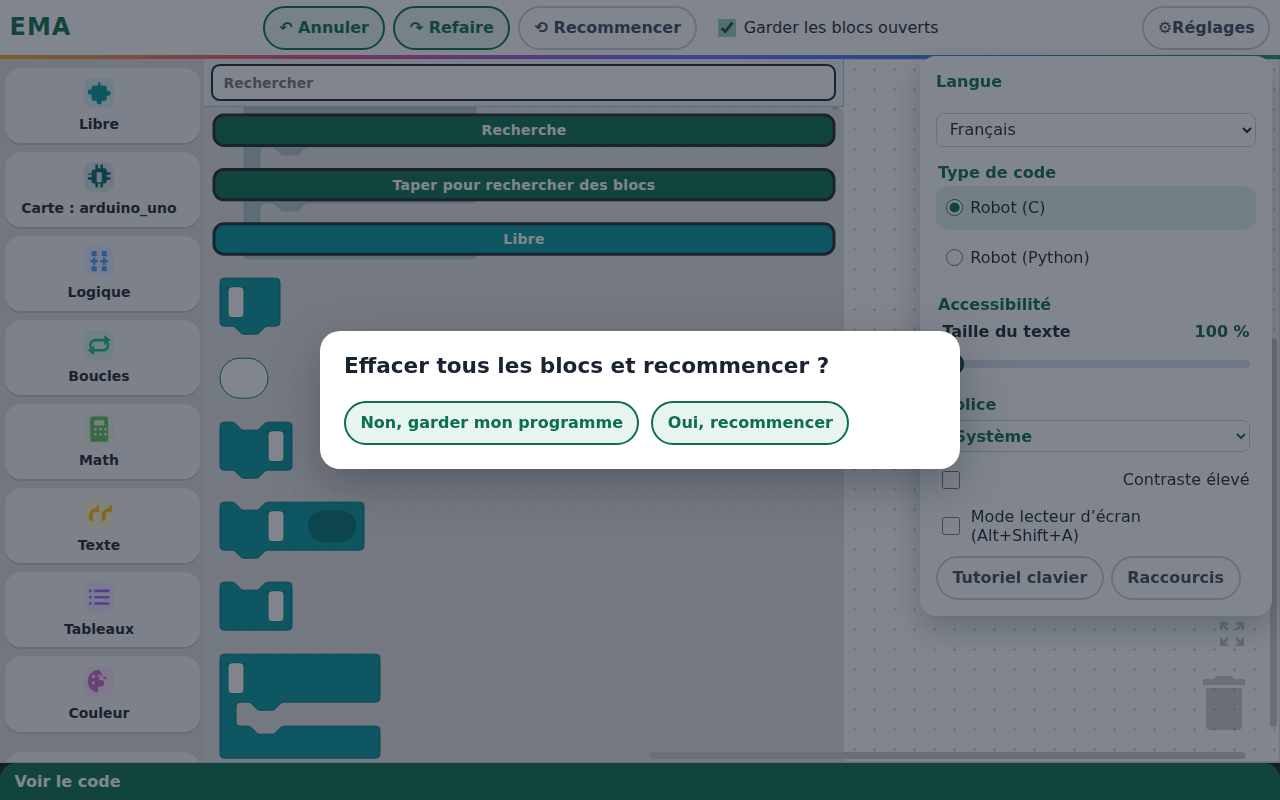 EMA
↶ Annuler
↷ Refaire
⟲ Recommencer
Garder les blocs ouverts
⚙Réglages
Libre
Carte : arduino_uno
Logique
Boucles
Math
Texte
Tableaux
Couleur
Rechercher
Recherche
Taper pour rechercher des blocs
Libre
Langue
Français
Type de code
Robot (C)
Robot (Python)
Accessibilité
Taille du texte
100 %
Système
Contraste élevé
Mode lecteur d’écran
(Alt+Shift+A)
Tutoriel clavier
Raccourcis
Effacer tous les blocs et recommencer ?
Non, garder mon programme
Oui, recommencer
Voir le code